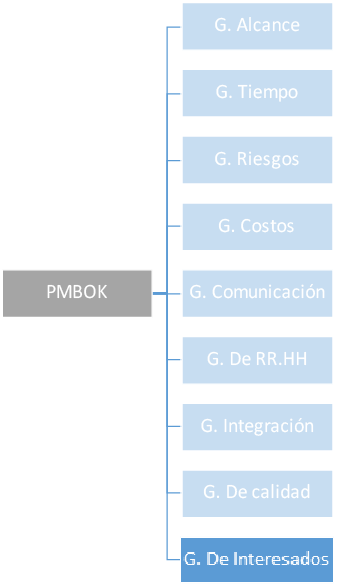 G. Alcance
G. Tiempo
G. Riesgos
G. Costos
PMBOK
G. Comunicación
G. De RR.HH
G. Integración
G. De calidad
G. De Interesados